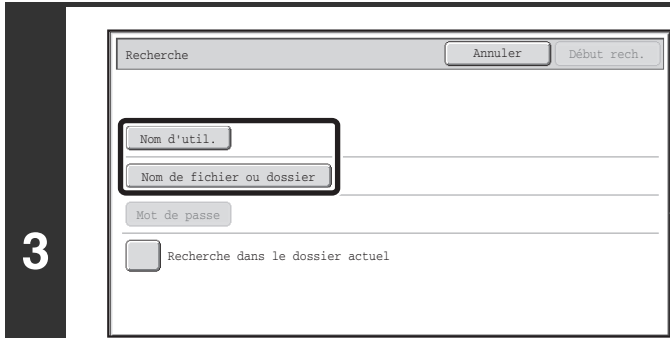 Recherche Annuler Début rech.
Nom d'util.
Nom de fichier ou dossier
Mot de passe
3
Recherche dans le dossier actuel